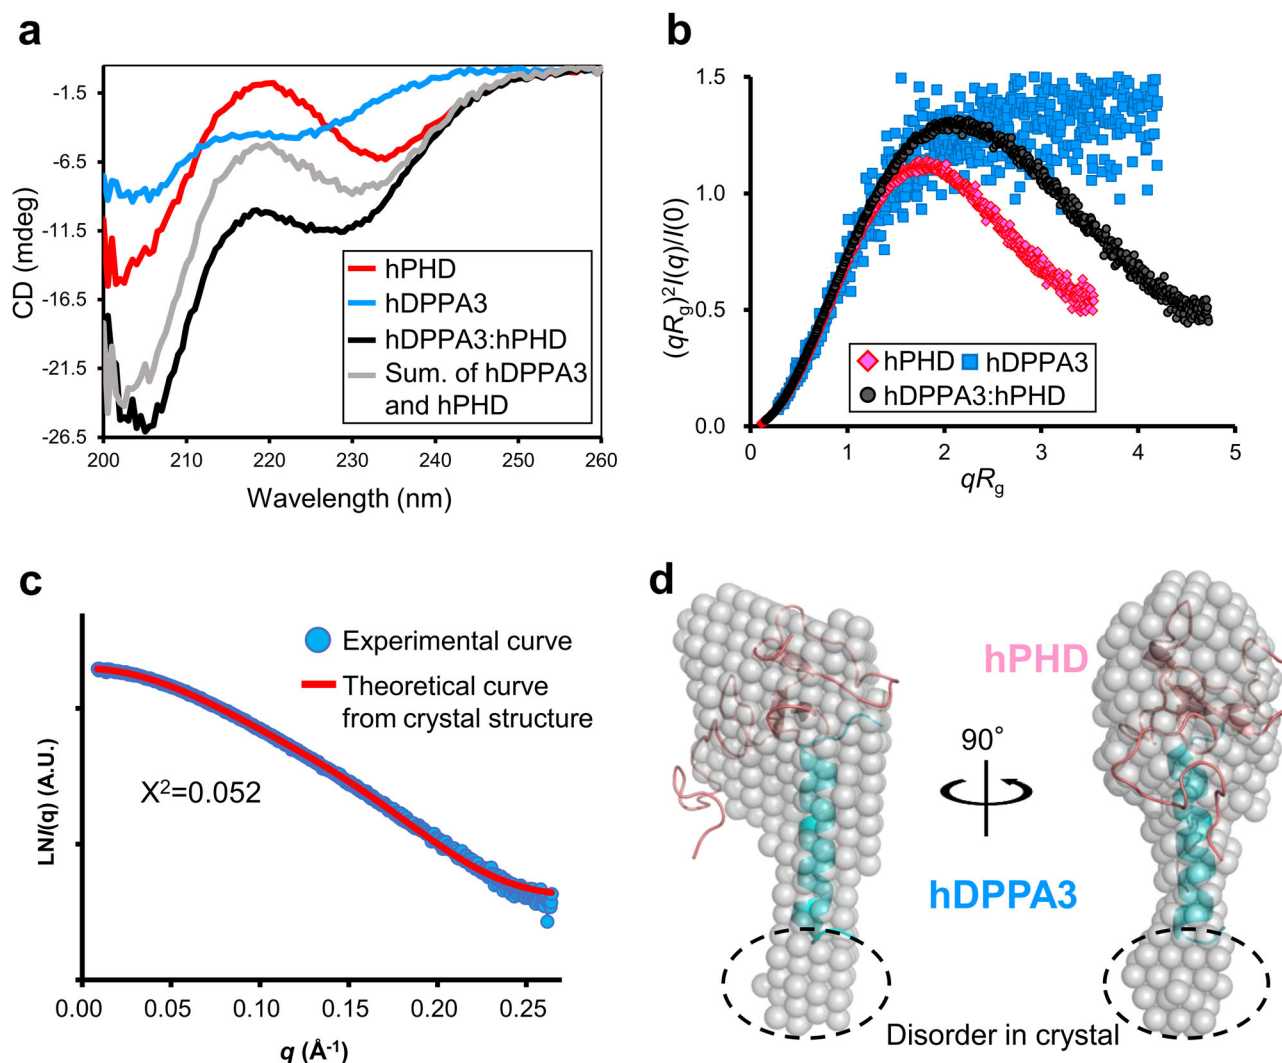 a
CD (mdeg)
-1.5
-6.5
-11.5
-16.5
-21.5
-26.5
200 210 220 230 240 250 260
Wavelength (nm)
hPHD
hDPPA3
hDPPA3:hPHD
Sum. of hDPPA3
and hPHD
b
(qRg)²I(q)/I(0)
1.5
1.0
0.5
0.0
0 1 2 3 4 5
qRg
hPHD hDPPA3
hDPPA3:hPHD
c
LNI(q) (A.U.)
Experimental curve
Theoretical curve
from crystal structure
X²=0.052
0.00 0.05 0.10 0.15 0.20 0.25
q (Å⁻¹)
d
hPHD
90°
hDPPA3
Disorder in crystal